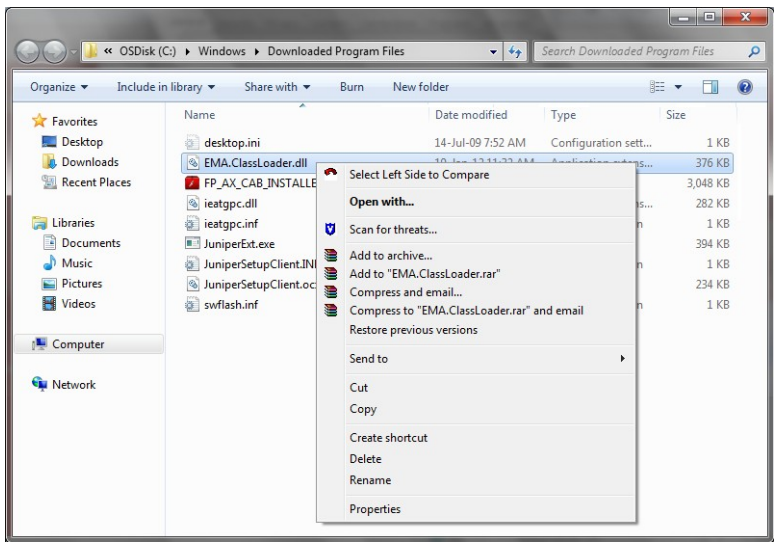 « OSDisk (C:) ▸ Windows ▸ Downloaded Program Files
Search Downloaded Program Files
Organize Include in library Share with Burn New folder
Name Date modified Type Size
Favorites
Desktop
Downloads
Recent Places
Libraries
Documents
Music
Pictures
Videos
Computer
Network
desktop.ini 14-Jul-09 7:52 AM Configuration sett... 1 KB
EMA.ClassLoader.dll 376 KB
FP_AX_CAB_INSTALLE 3,048 KB
ieatgpc.dll 282 KB
ieatgpc.inf 1 KB
JuniperExt.exe 394 KB
JuniperSetupClient.INI 1 KB
JuniperSetupClient.oc 234 KB
swflash.inf 1 KB
Select Left Side to Compare
Open with...
Scan for threats...
Add to archive...
Add to "EMA.ClassLoader.rar"
Compress and email...
Compress to "EMA.ClassLoader.rar" and email
Restore previous versions
Send to
Cut
Copy
Create shortcut
Delete
Rename
Properties